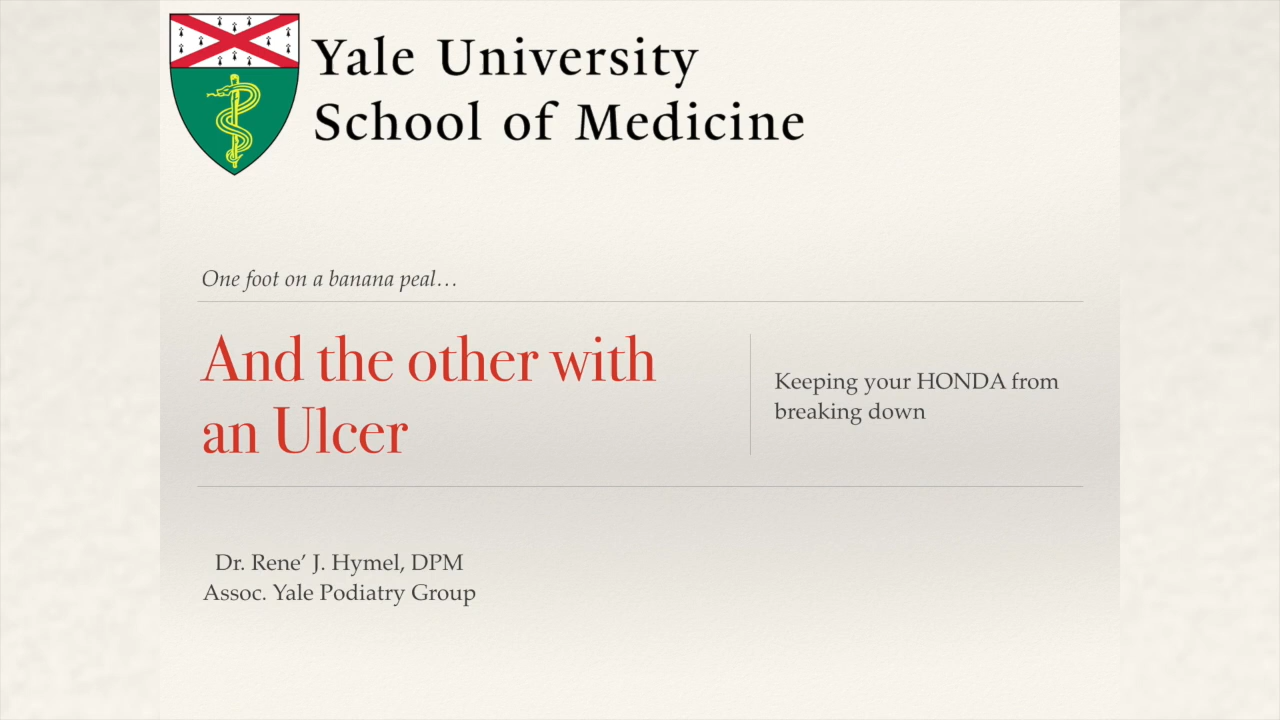 Yale University
School of Medicine
One foot on a banana peal…
And the other with
an Ulcer
Keeping your HONDA from
breaking down
Dr. Rene’ J. Hymel, DPM
Assoc. Yale Podiatry Group